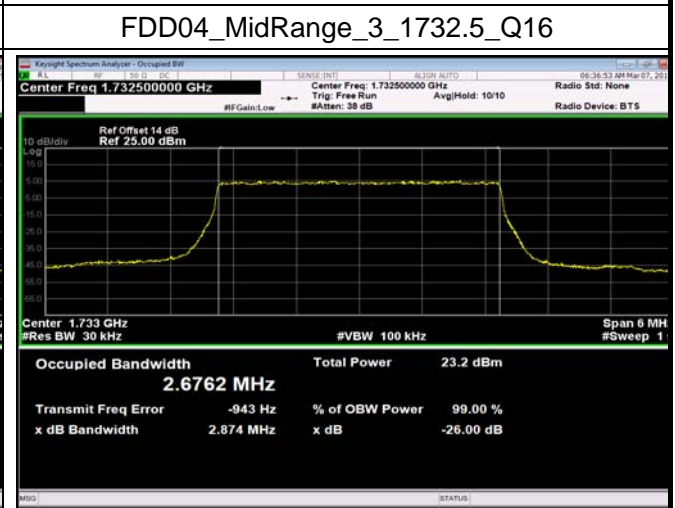 FDD04_MidRange_3_1732.5_Q16
Keysight Spectrum Analyzer - Occupied BW
RL RF 50 Ω DC SENSE:INT ALIGN AUTO 06:36:53 AM Mar 07, 201
Center Freq 1.732500000 GHz
Center Freq: 1.732500000 GHz
Radio Std: None
Trig: Free Run Avg|Hold: 10/10
#IFGain:Low #Atten: 38 dB Radio Device: BTS
Ref Offset 14 dB
10 dB/div Ref 25.00 dBm
Log
15.0
5.00
-5.00
-15.0
-25.0
-35.0
-45.0
-55.0
-65.0
Center 1.733 GHz Span 6 MH
#Res BW 30 kHz #VBW 100 kHz #Sweep 1
Occupied Bandwidth Total Power 23.2 dBm
2.6762 MHz
Transmit Freq Error -943 Hz % of OBW Power 99.00 %
x dB Bandwidth 2.874 MHz x dB -26.00 dB
MSG STATUS